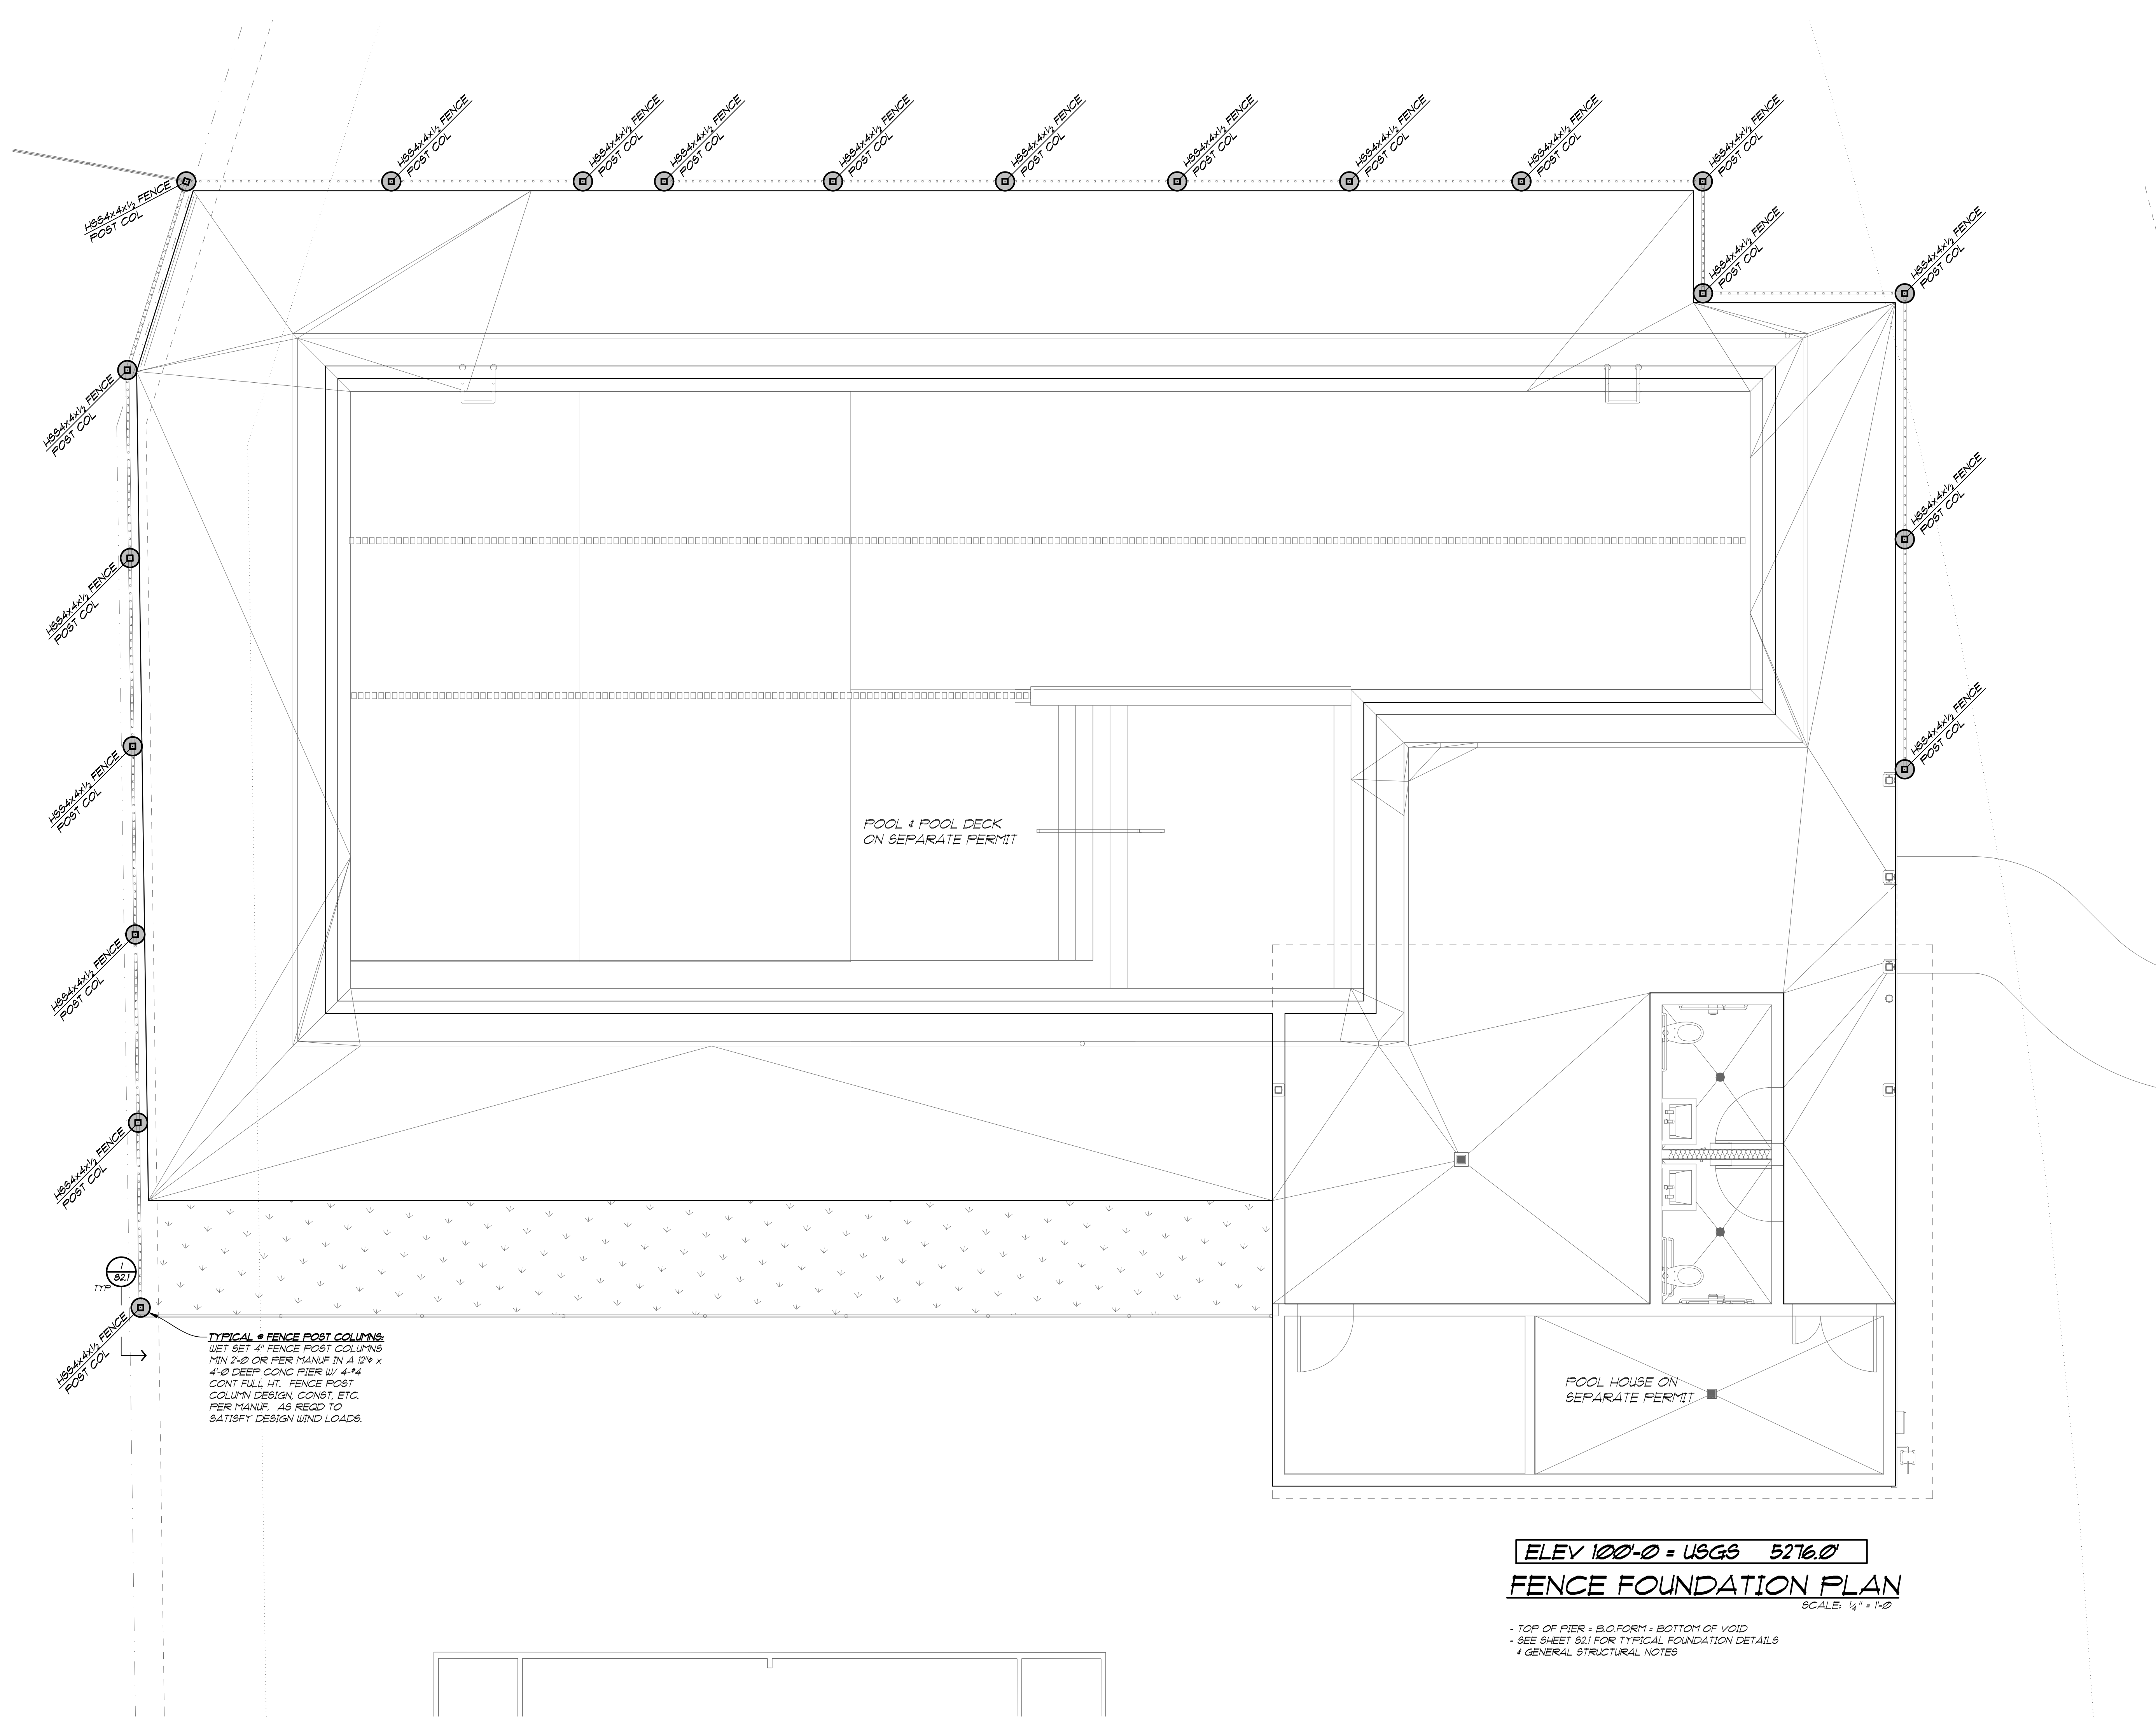 HSS4x4x½ FENCE
POST COL
HSS4x4x½ FENCE
POST COL
HSS4x4x½ FENCE
POST COL
HSS4x4x½ FENCE
POST COL
HSS4x4x½ FENCE
POST COL
HSS4x4x½ FENCE
POST COL
HSS4x4x½ FENCE
POST COL
HSS4x4x½ FENCE
POST COL
HSS4x4x½ FENCE
POST COL
HSS4x4x½ FENCE
POST COL
HSS4x4x½ FENCE
POST COL
HSS4x4x½ FENCE
POST COL
HSS4x4x½ FENCE
POST COL
HSS4x4x½ FENCE
POST COL
HSS4x4x½ FENCE
POST COL
HSS4x4x½ FENCE
POST COL
HSS4x4x½ FENCE
POST COL
HSS4x4x½ FENCE
POST COL
HSS4x4x½ FENCE
POST COL
HSS4x4x½ FENCE
POST COL
POOL & POOL DECK
ON SEPARATE PERMIT
1
S2.1
TYP
TYPICAL @ FENCE POST COLUMNS:
WET SET 4" FENCE POST COLUMNS
MIN 2'-0 OR PER MANUF IN A 12"ϕ x
4'-0 DEEP CONC PIER W/ 4-#4
CONT FULL HT. FENCE POST
COLUMN DESIGN, CONST, ETC.
PER MANUF. AS REQD TO
SATISFY DESIGN WIND LOADS.
POOL HOUSE ON
SEPARATE PERMIT
ELEV 100'-0 = USGS 5276.0'
FENCE FOUNDATION PLAN
SCALE: ¼" = 1'-0
- TOP OF PIER = B.O.FORM = BOTTOM OF VOID
- SEE SHEET S2.1 FOR TYPICAL FOUNDATION DETAILS
& GENERAL STRUCTURAL NOTES